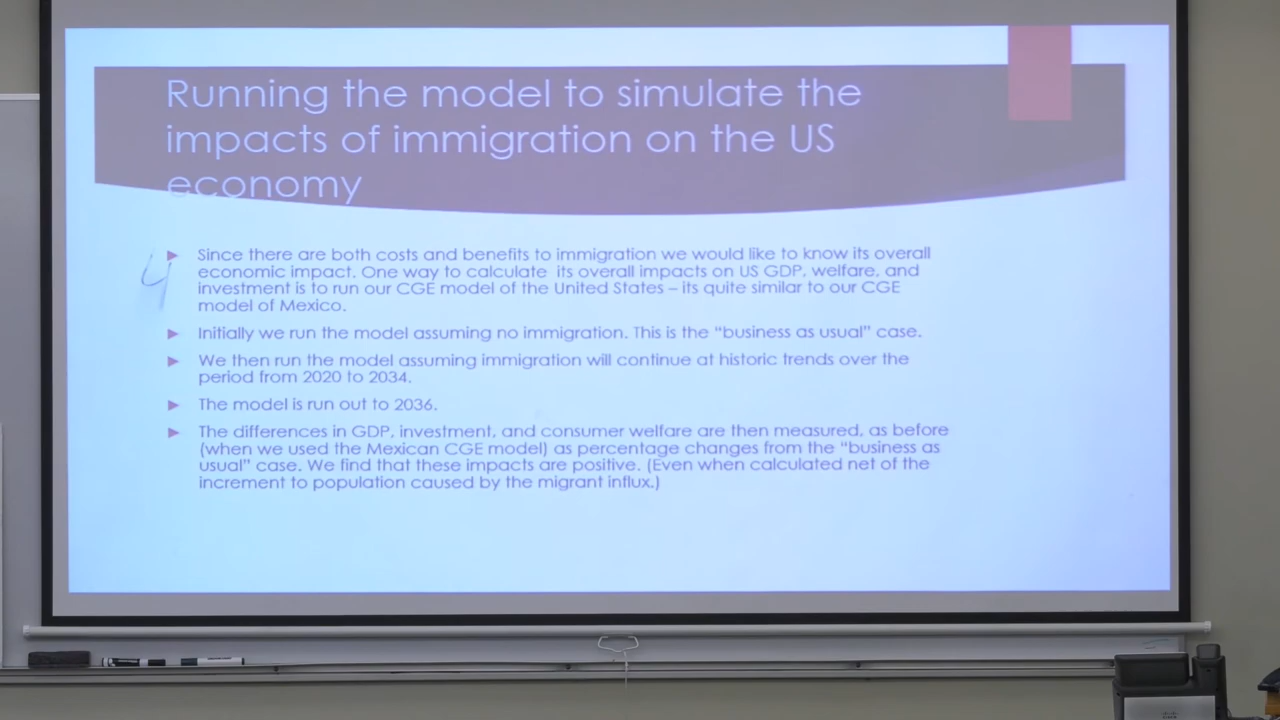 Running the model to simulate the
impacts of immigration on the US
economy
Since there are both costs and benefits to immigration we would like to know its overall
economic impact. One way to calculate its overall impacts on US GDP, welfare, and
investment is to run our CGE model of the United States – its quite similar to our CGE
model of Mexico.
Initially we run the model assuming no immigration. This is the “business as usual” case.
We then run the model assuming immigration will continue at historic trends over the
period from 2020 to 2034.
The model is run out to 2036.
The differences in GDP, investment, and consumer welfare are then measured, as before
(when we used the Mexican CGE model) as percentage changes from the “business as
usual” case. We find that these impacts are positive. (Even when calculated net of the
increment to population caused by the migrant influx.)